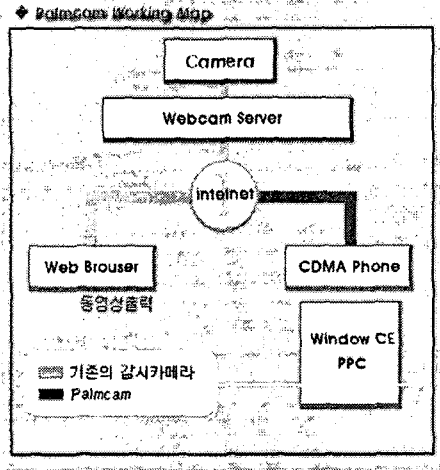 ◆ Palmcam Working Map
Camera
Webcam Server
internet
Web Brouser
CDMA Phone
동영상출력
Window CE
PPC
기존의 감시카메라
Palmcam